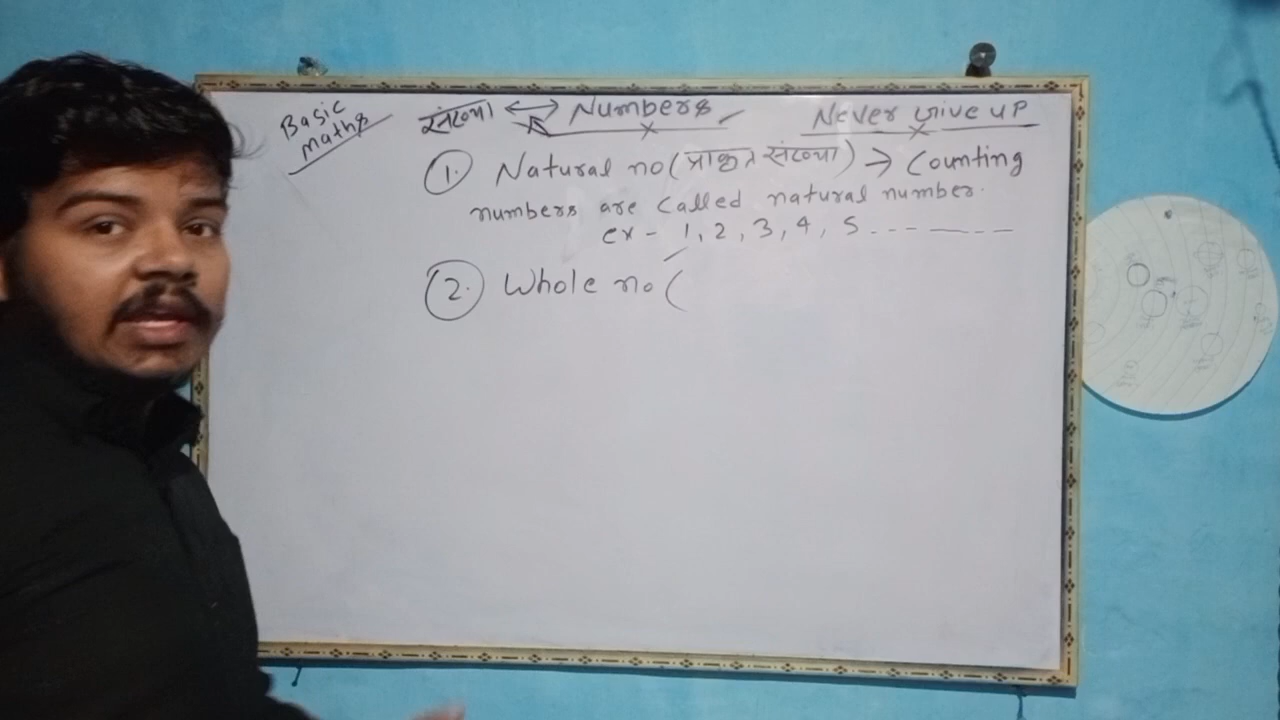 Basic
maths
संख्या ↔ Numbers
Never Give up
1. Natural no (प्राकृत संख्या) → Counting
numbers are called natural number.
ex - 1, 2, 3, 4, 5 - - - - - - -
2. Whole no (